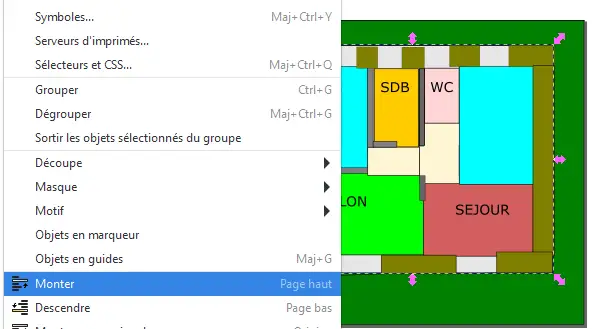 Symboles... Maj+Ctrl+Y
Serveurs d'imprimés...
Sélecteurs et CSS... Maj+Ctrl+Q
Grouper Ctrl+G
Dégrouper Maj+Ctrl+G
Sortir les objets sélectionnés du groupe
Découpe
Masque
Motif
Objets en marqueur
Objets en guides Maj+G
Monter Page haut
Descendre Page bas
SDB
WC
LON
SEJOUR